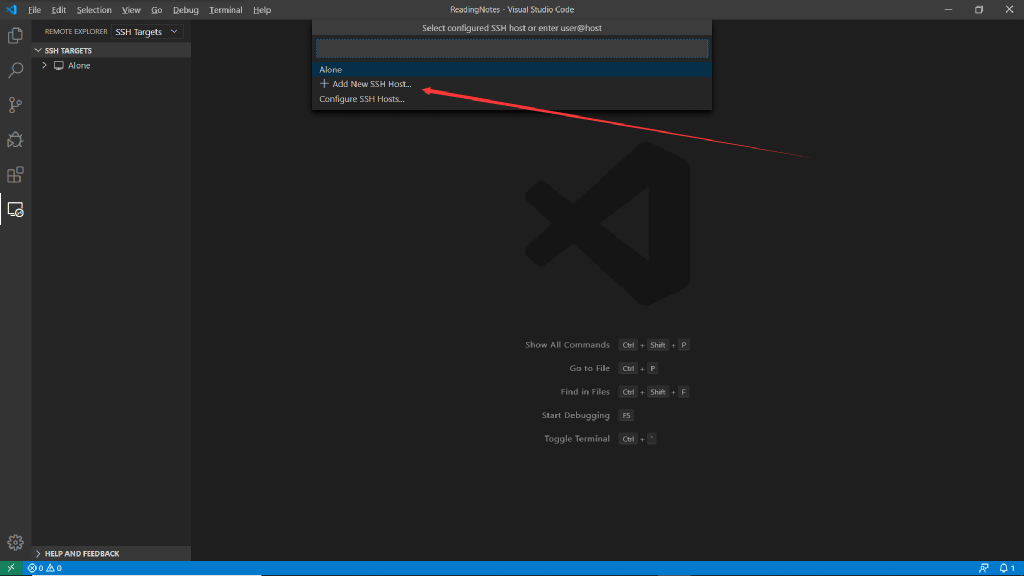 File Edit Selection View Go Debug Terminal Help
ReadingNotes - Visual Studio Code
REMOTE EXPLORER SSH Targets
SSH TARGETS
Alone
Select configured SSH host or enter user@host
Alone
+ Add New SSH Host...
Configure SSH Hosts...
Show All Commands Ctrl + Shift + P
Go to File Ctrl + P
Find in Files Ctrl + Shift + F
Start Debugging F5
Toggle Terminal Ctrl + `
HELP AND FEEDBACK
0 0
1